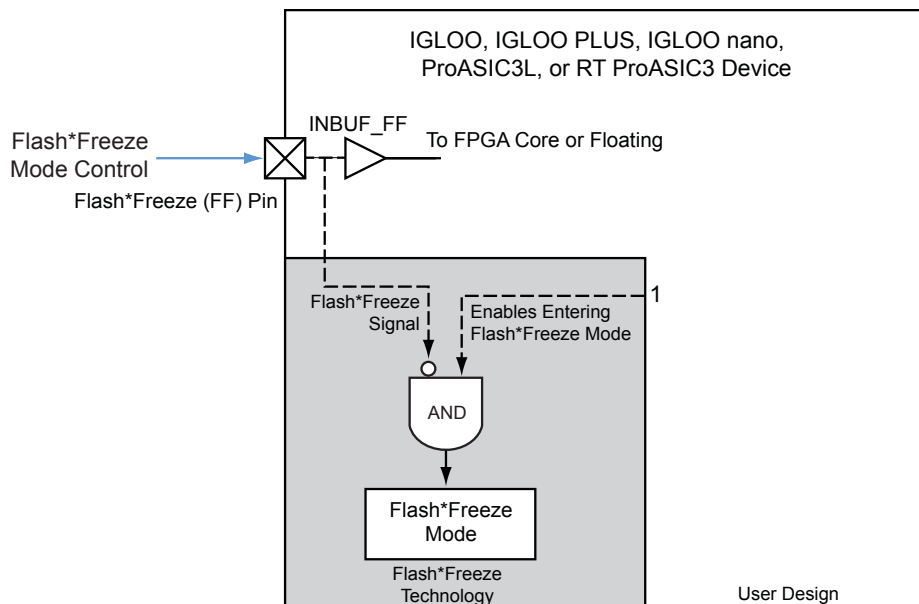 IGLOO, IGLOO PLUS, IGLOO nano,
ProASIC3L, or RT ProASIC3 Device
INBUF_FF
To FPGA Core or Floating
Flash*Freeze
Mode Control
Flash*Freeze (FF) Pin
1
Flash*Freeze
Signal
Enables Entering
Flash*Freeze Mode
AND
Flash*Freeze
Mode
Flash*Freeze
Technology
User Design